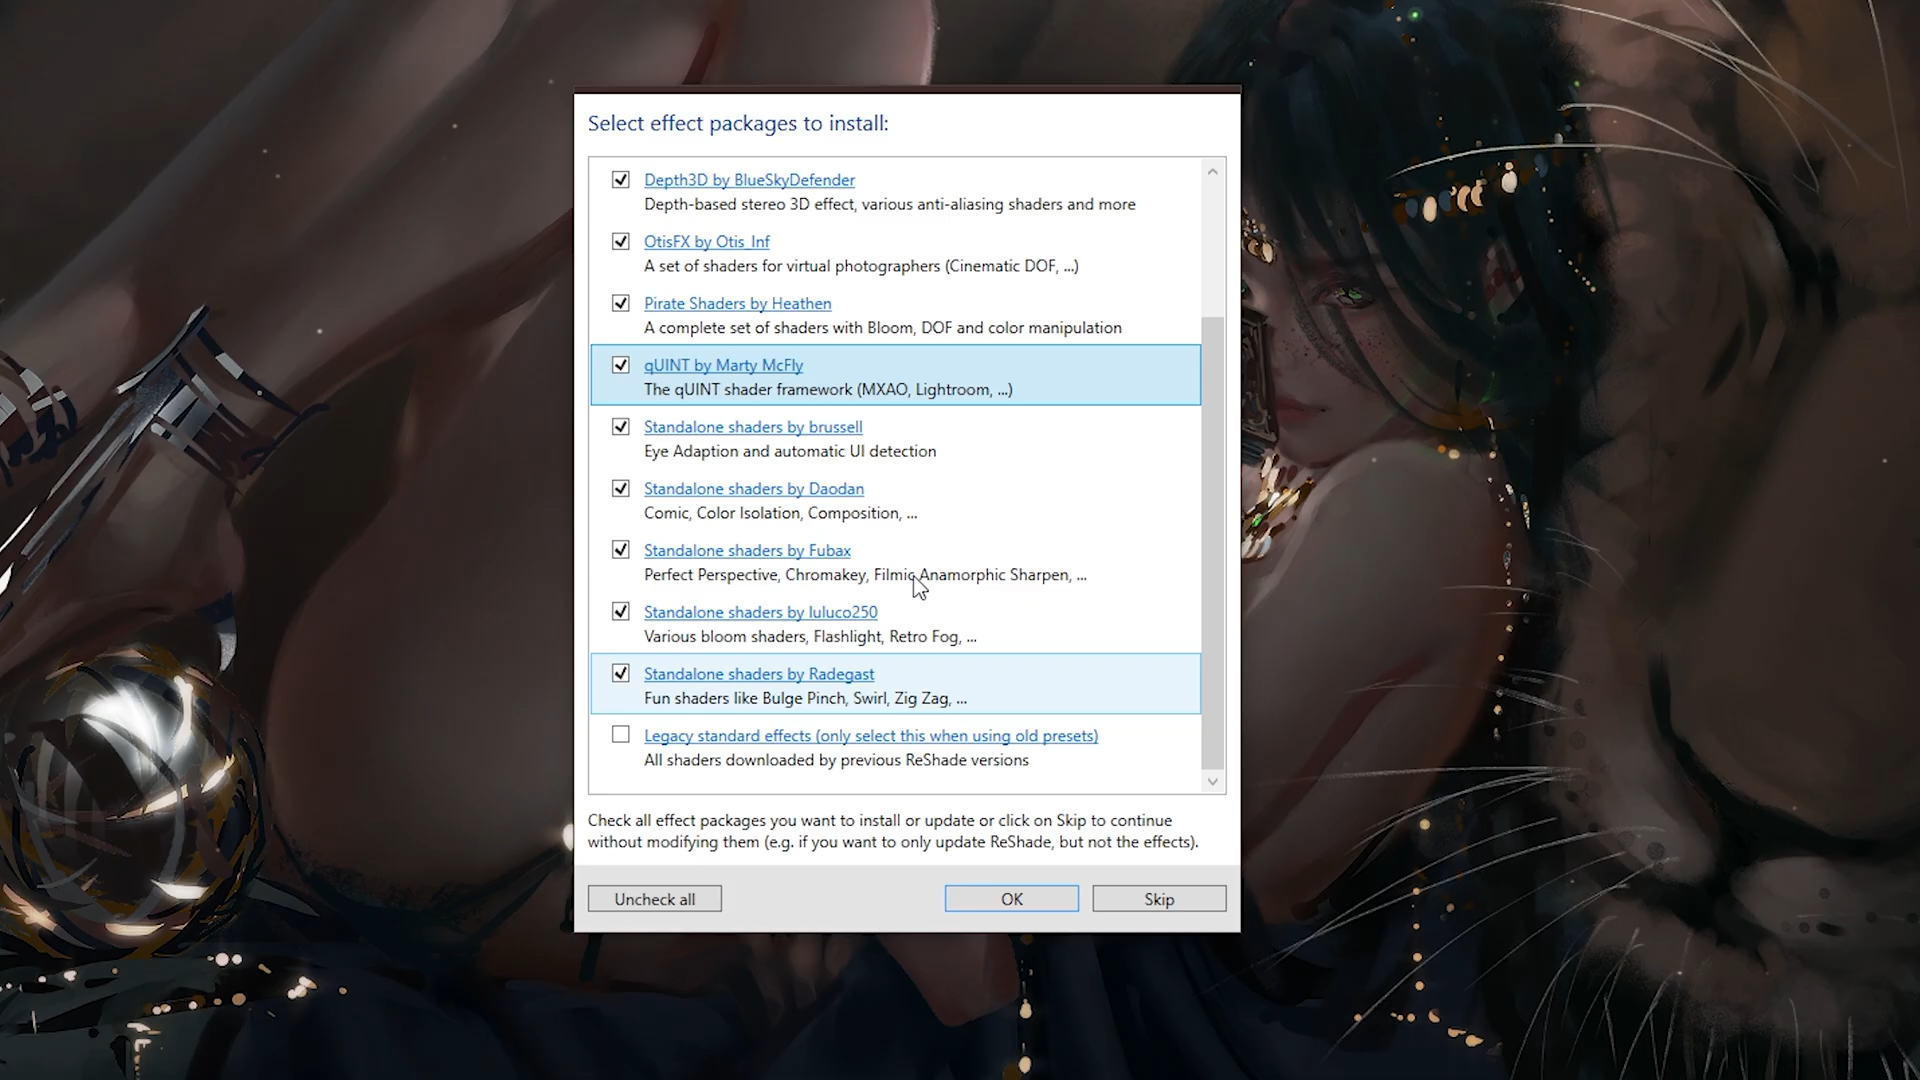 Select effect packages to install:
Depth3D by BlueSkyDefender
Depth-based stereo 3D effect, various anti-aliasing shaders and more
OtisFX by Otis_Inf
A set of shaders for virtual photographers (Cinematic DOF, ...)
Pirate Shaders by Heathen
A complete set of shaders with Bloom, DOF and color manipulation
qUINT by Marty McFly
The qUINT shader framework (MXAO, Lightroom, ...)
Standalone shaders by brussell
Eye Adaption and automatic UI detection
Standalone shaders by Daodan
Comic, Color Isolation, Composition, ...
Standalone shaders by Fubax
Perfect Perspective, Chromakey, Filmic Anamorphic Sharpen, ...
Standalone shaders by luluco250
Various bloom shaders, Flashlight, Retro Fog, ...
Standalone shaders by Radegast
Fun shaders like Bulge Pinch, Swirl, Zig Zag, ...
Legacy standard effects (only select this when using old presets)
All shaders downloaded by previous ReShade versions
Check all effect packages you want to install or update or click on Skip to continue
without modifying them (e.g. if you want to only update ReShade, but not the effects).
Uncheck all
OK
Skip